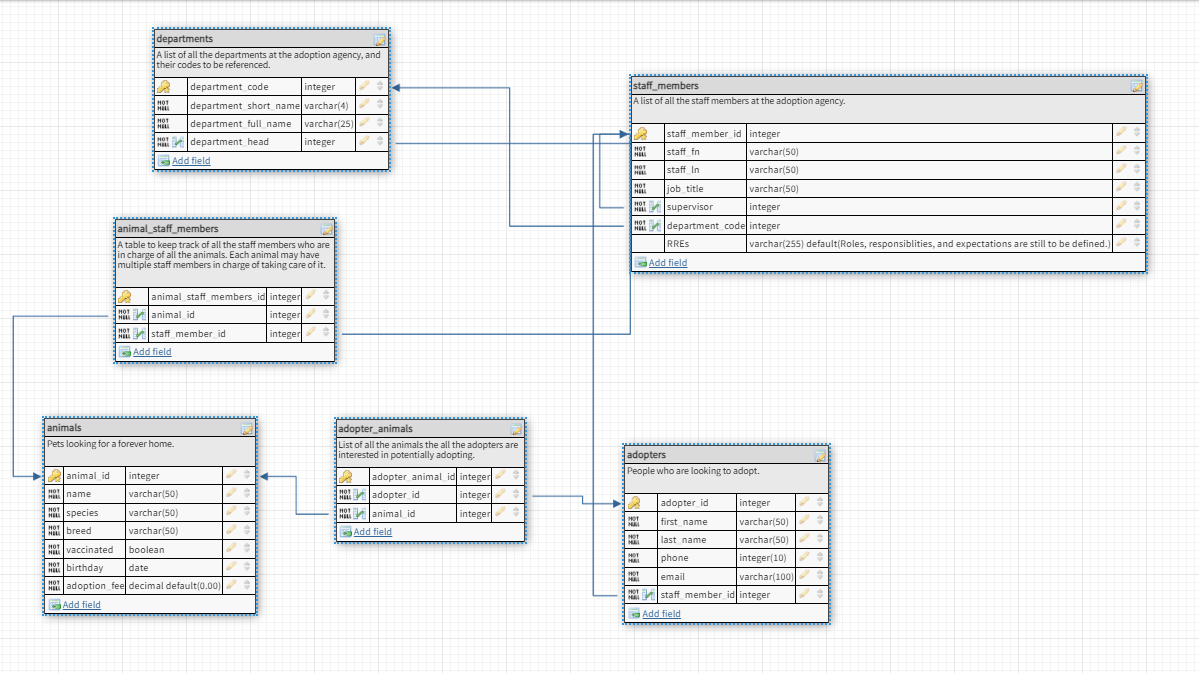 departments
A list of all the departments at the adoption agency, and
their codes to be referenced.
department_code integer
NOT NULL department_short_name varchar(4)
NOT NULL department_full_name varchar(25)
NOT NULL department_head integer
Add field
staff_members
A list of all the staff members at the adoption agency.
staff_member_id integer
NOT NULL staff_fn varchar(50)
NOT NULL staff_ln varchar(50)
NOT NULL job_title varchar(50)
NOT NULL supervisor integer
NOT NULL department_code integer
RREs varchar(255) default(Roles, responsiblities, and expectations are still to be defined.)
Add field
animal_staff_members
A table to keep track of all the staff members who are
in charge of all the animals. Each animal may have
multiple staff members in charge of taking care of it.
animal_staff_members_id integer
NOT NULL animal_id integer
NOT NULL staff_member_id integer
Add field
animals
Pets looking for a forever home.
animal_id integer
NOT NULL name varchar(50)
NOT NULL species varchar(50)
NOT NULL breed varchar(50)
NOT NULL vaccinated boolean
NOT NULL birthday date
NOT NULL adoption_fee decimal default(0.00)
Add field
adopter_animals
List of all the animals the all the adopters are
interested in potentially adopting.
adopter_animal_id integer
NOT NULL adopter_id integer
NOT NULL animal_id integer
Add field
adopters
People who are looking to adopt.
adopter_id integer
NOT NULL first_name varchar(50)
NOT NULL last_name varchar(50)
NOT NULL phone integer(10)
NOT NULL email varchar(100)
NOT NULL staff_member_id integer
Add field